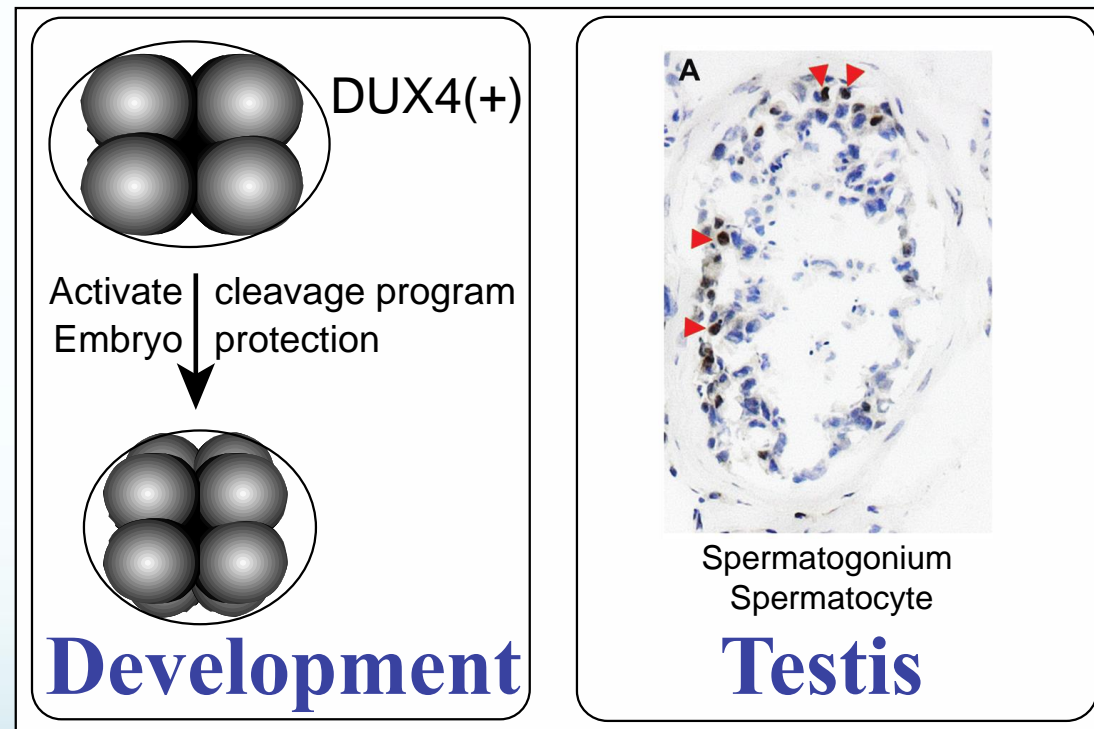 DUX4(+)
Activate cleavage program
Embryo protection
Development
A
Spermatogonium
Spermatocyte
Testis